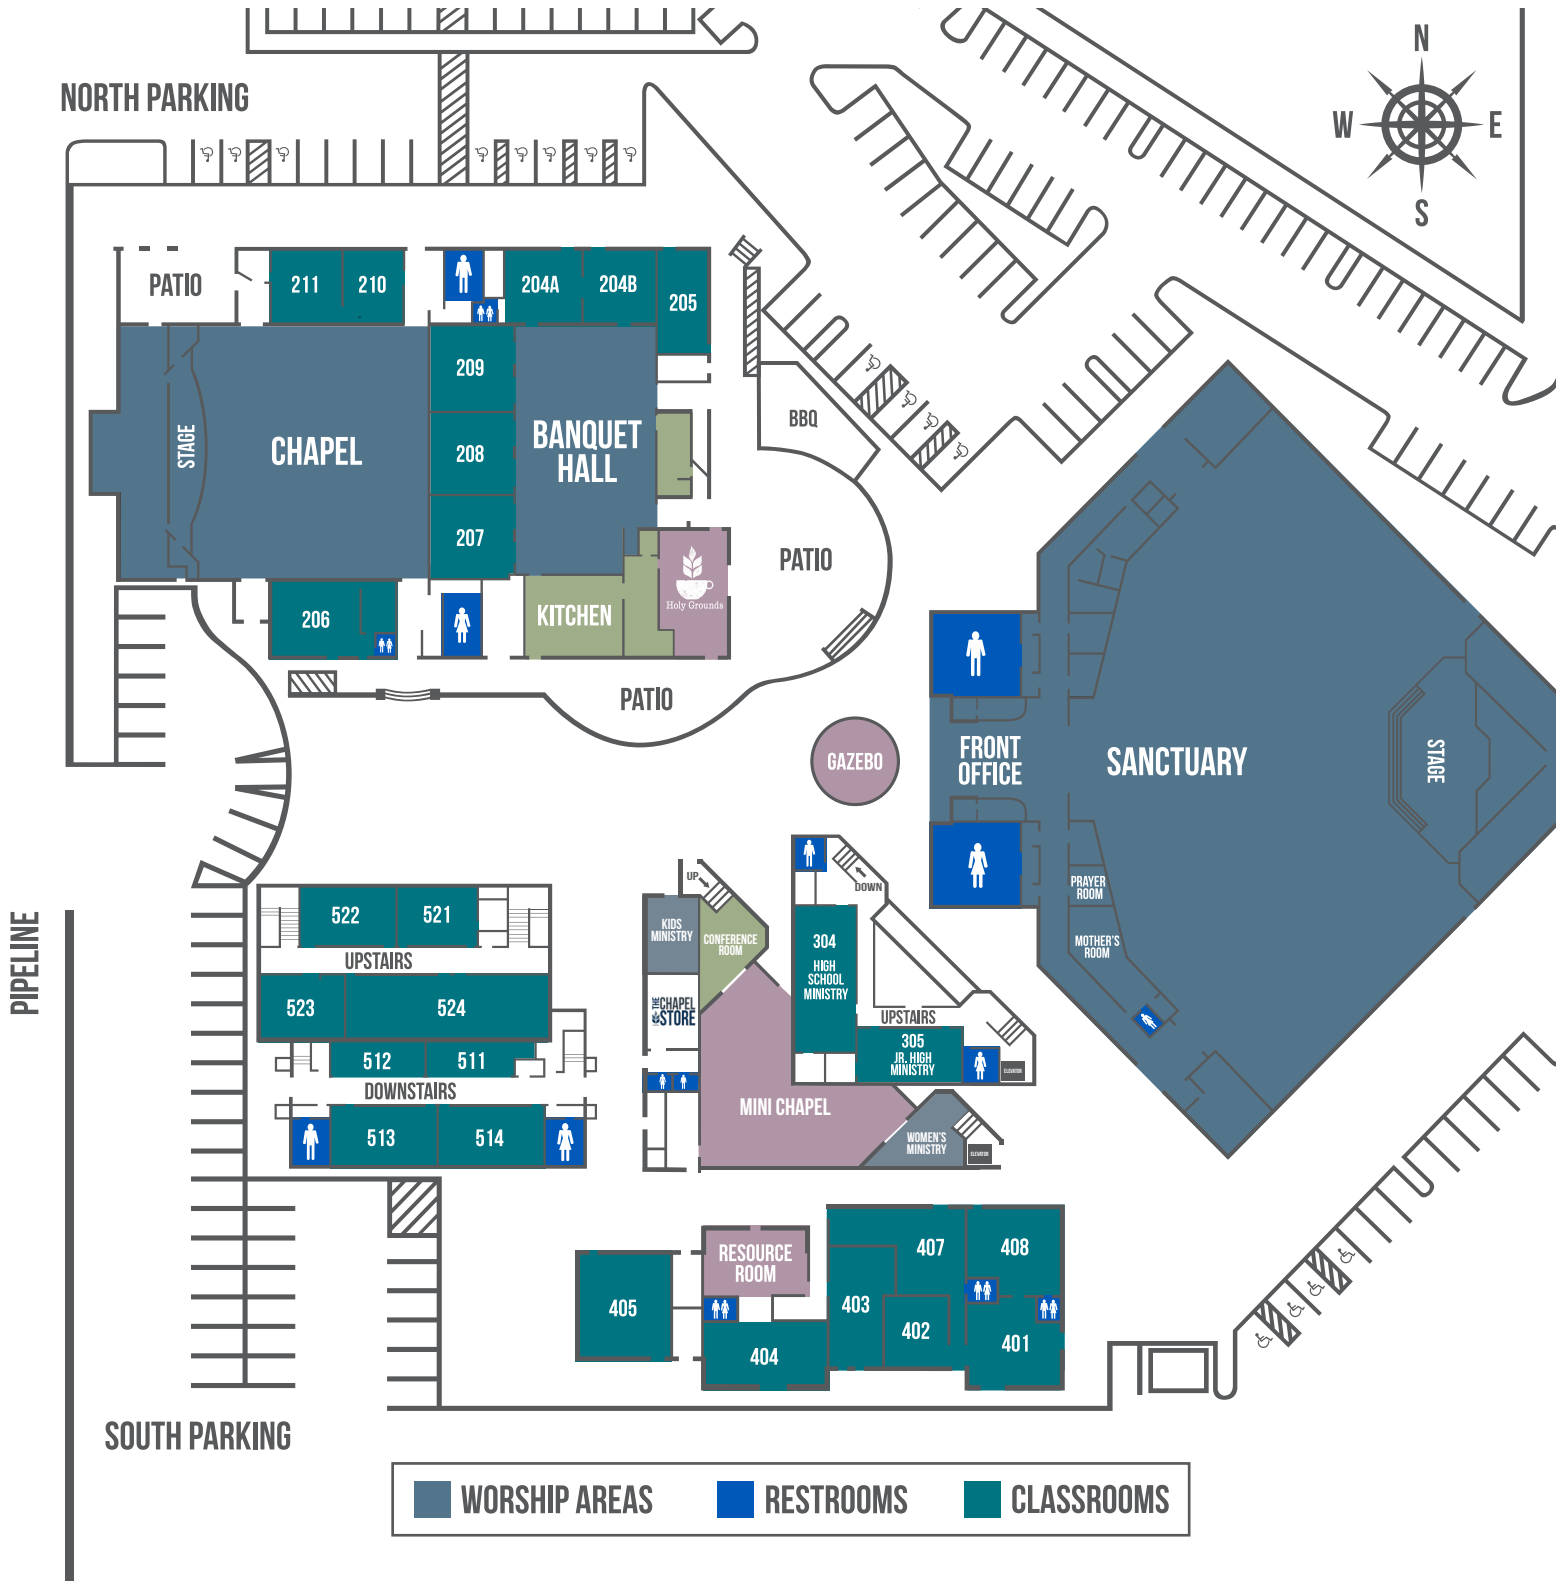 N
W
E
S
NORTH PARKING
PATIO
211
210
204A
204B
205
209
STAGE
CHAPEL
208
BANQUET
HALL
BBQ
207
PATIO
206
KITCHEN
Holy Grounds
PATIO
GAZEBO
FRONT
OFFICE
SANCTUARY
STAGE
PRAYER
ROOM
MOTHER'S
ROOM
PIPELINE
522
521
UPSTAIRS
523
524
512
511
DOWNSTAIRS
513
514
UP
DOWN
KIDS
MINISTRY
CONFERENCE
ROOM
THE
CHAPEL
STORE
304
HIGH
SCHOOL
MINISTRY
UPSTAIRS
305
JR. HIGH
MINISTRY
ELEVATOR
MINI CHAPEL
WOMEN'S
MINISTRY
ELEVATOR
RESOURCE
ROOM
407
408
405
403
402
401
404
SOUTH PARKING
WORSHIP AREAS
RESTROOMS
CLASSROOMS